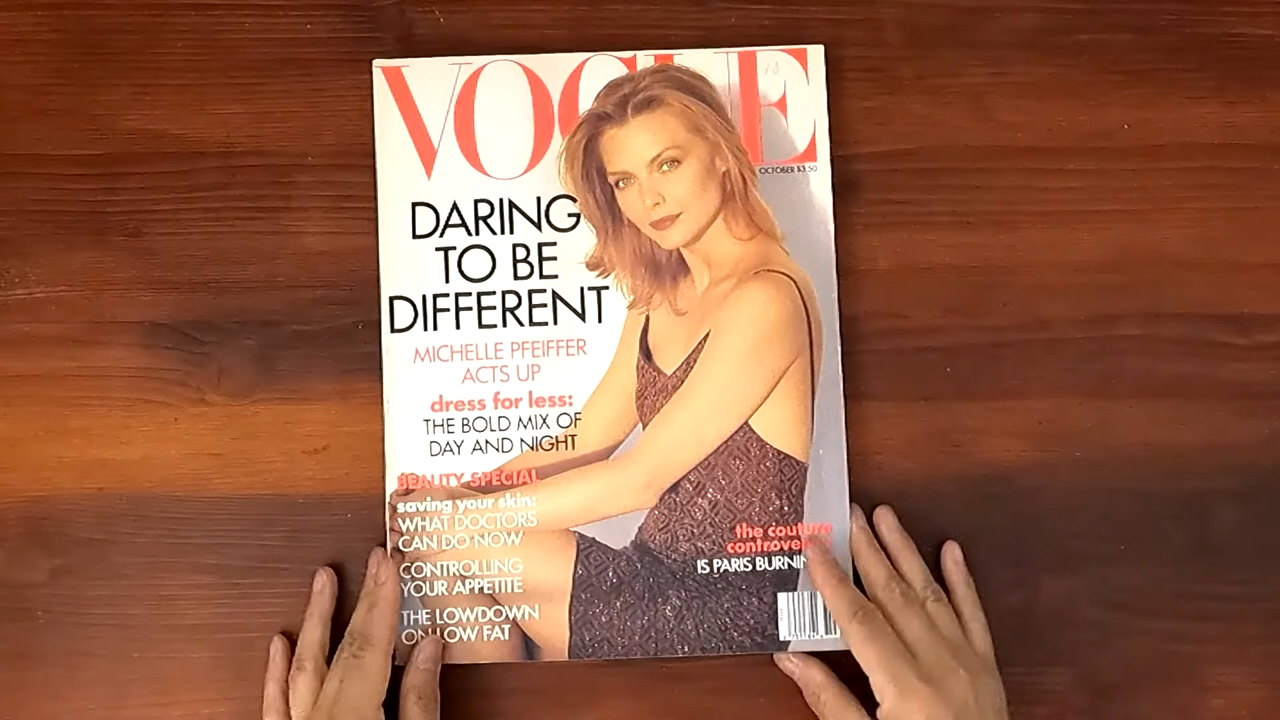 VOGUE
OCTOBER $3.50
DARING
TO BE
DIFFERENT
MICHELLE PFEIFFER
ACTS UP
dress for less:
THE BOLD MIX OF
DAY AND NIGHT
BEAUTY SPECIAL
saving your skin:
WHAT DOCTORS
CAN DO NOW
CONTROLLING
YOUR APPETITE
THE LOWDOWN
ON LOW FAT
the couture
controversy
IS PARIS BURNIN